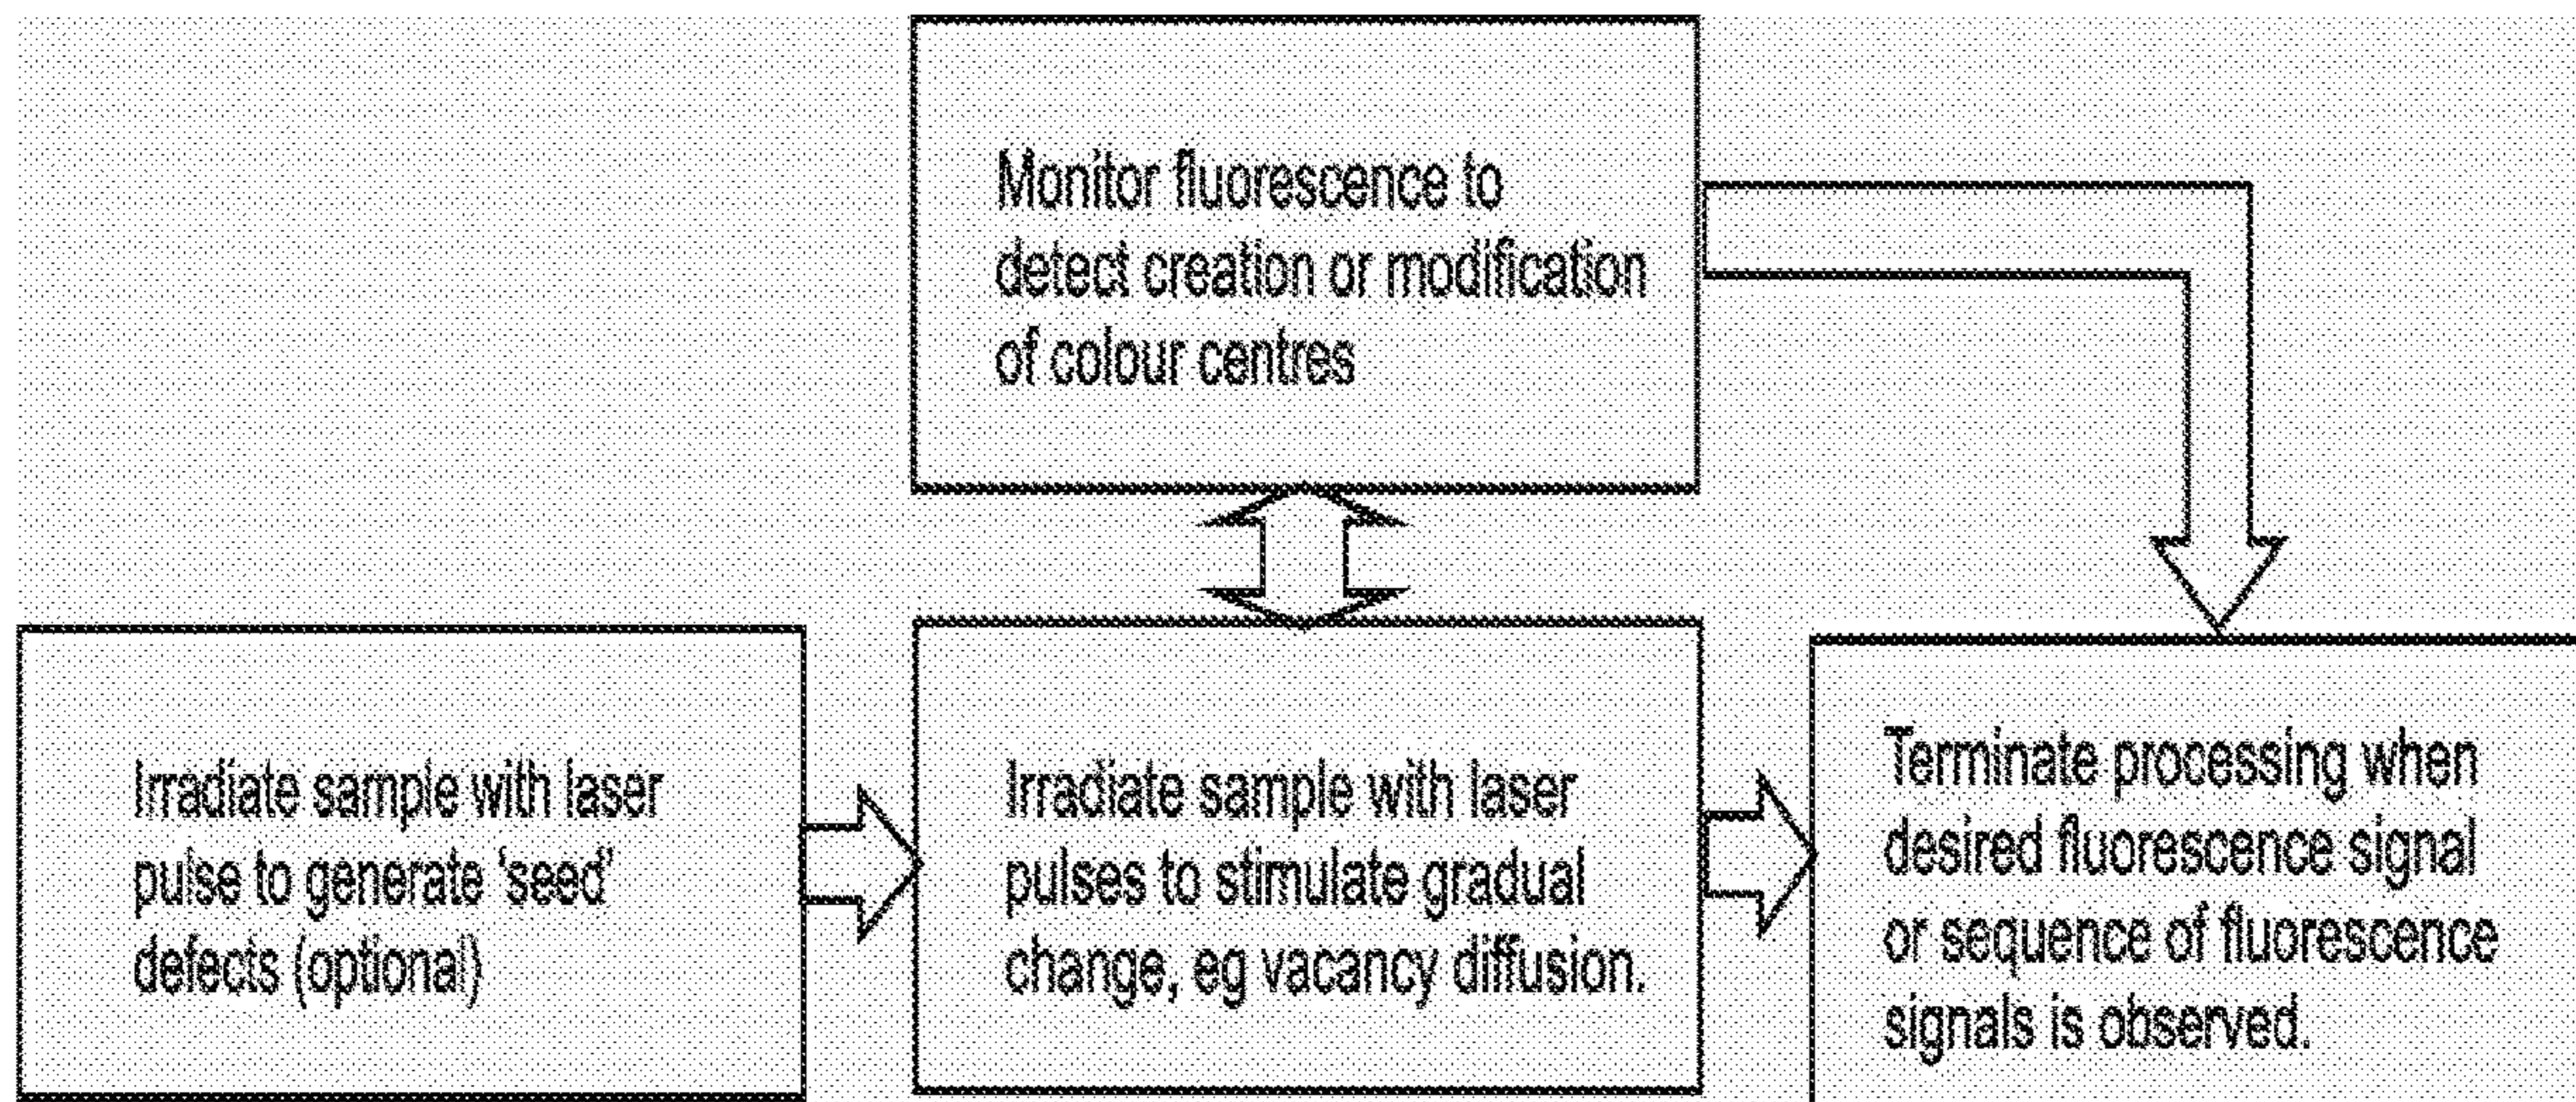 Monitor fluorescence to
detect creation or modification
of colour centres
Irradiate sample with laser
pulse to generate ‘seed’
defects (optional)
Irradiate sample with laser
pulses to stimulate gradual
change, eg vacancy diffusion.
Terminate processing when
desired fluorescence signal
or sequence of fluorescence
signals is observed.